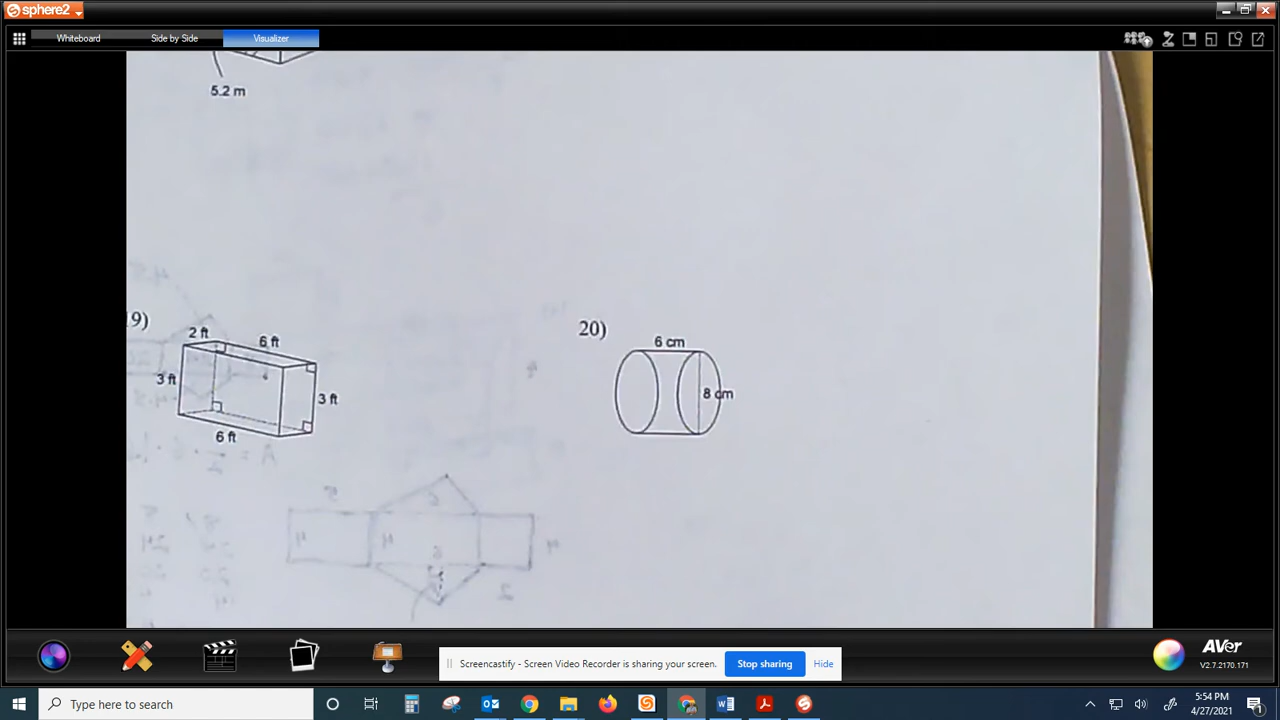 sphere2
Whiteboard
Side by Side
Visualizer
5.2 m
19)
2 ft
6 ft
3 ft
3 ft
6 ft
20)
6 cm
8 cm
Screencastify - Screen Video Recorder is sharing your screen.
Stop sharing
Hide
AVer
V2.7.2170.171
Type here to search
5:54 PM
4/27/2021